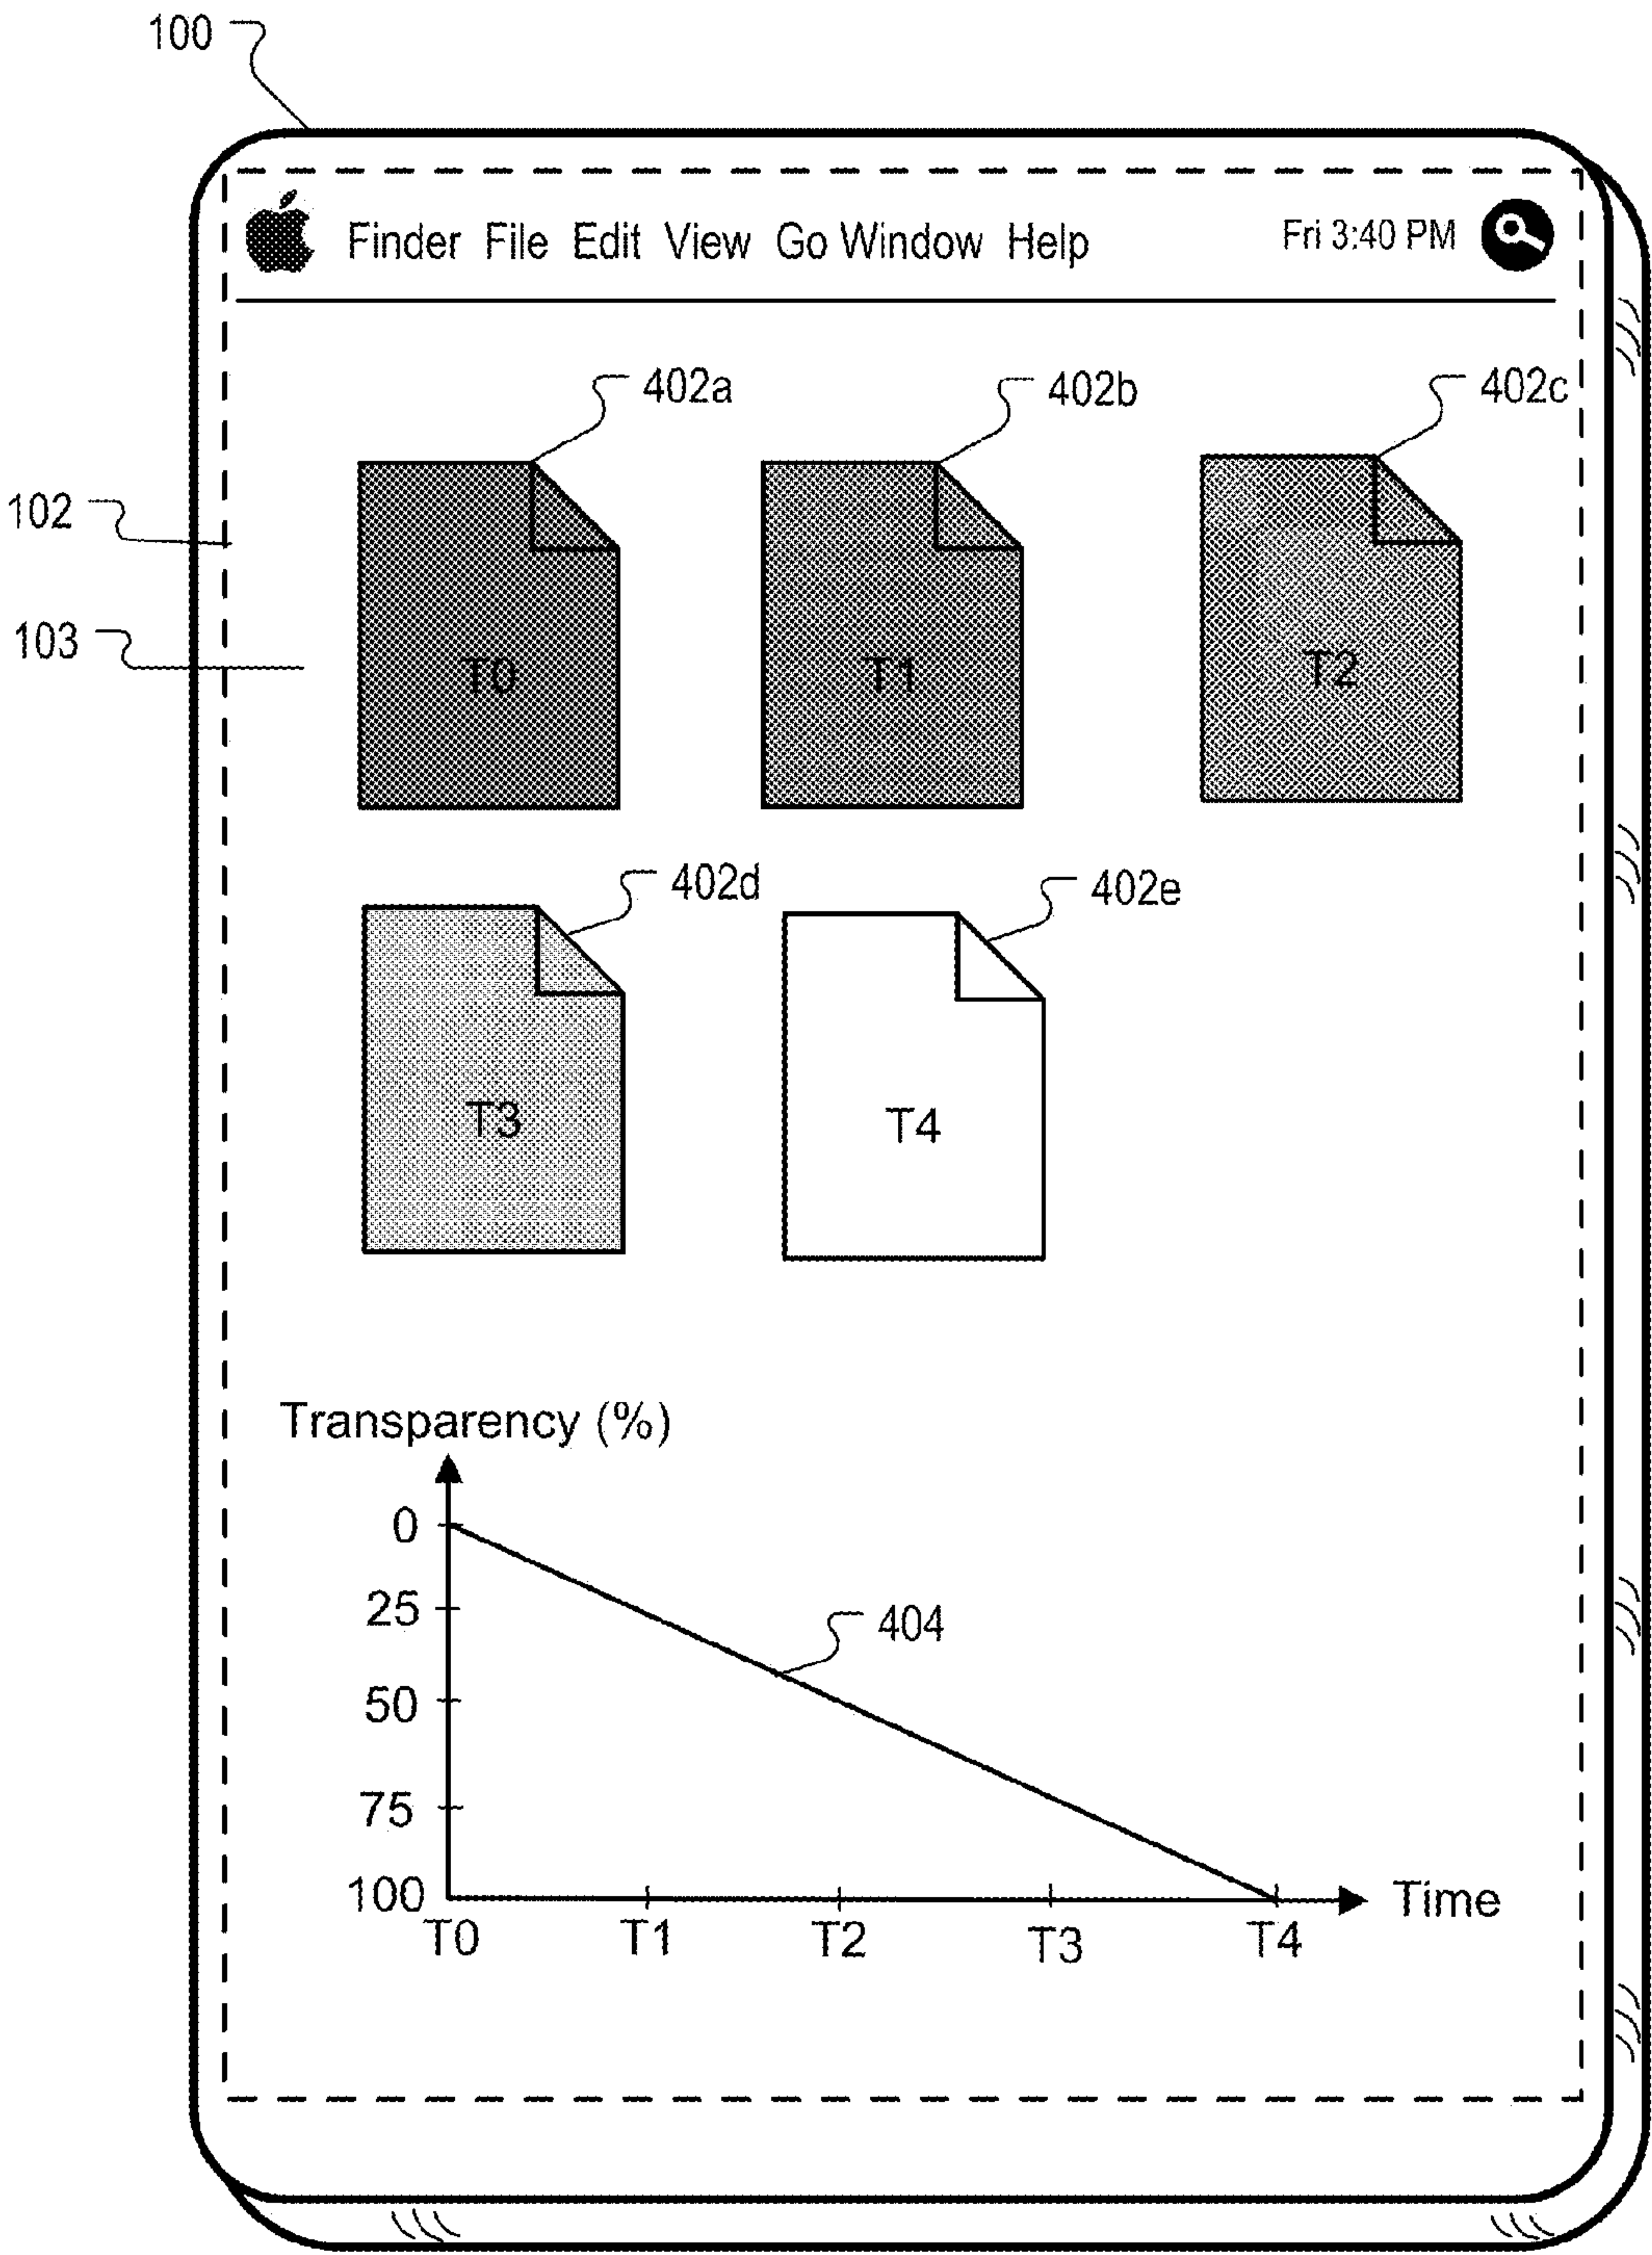 100
Finder File Edit View Go Window Help Fri 3:40 PM
402a 402b 402c
102
103
T0 T1 T2
402d 402e
T3 T4
Transparency (%)
0
25
404
50
75
100
Time
T0 T1 T2 T3 T4